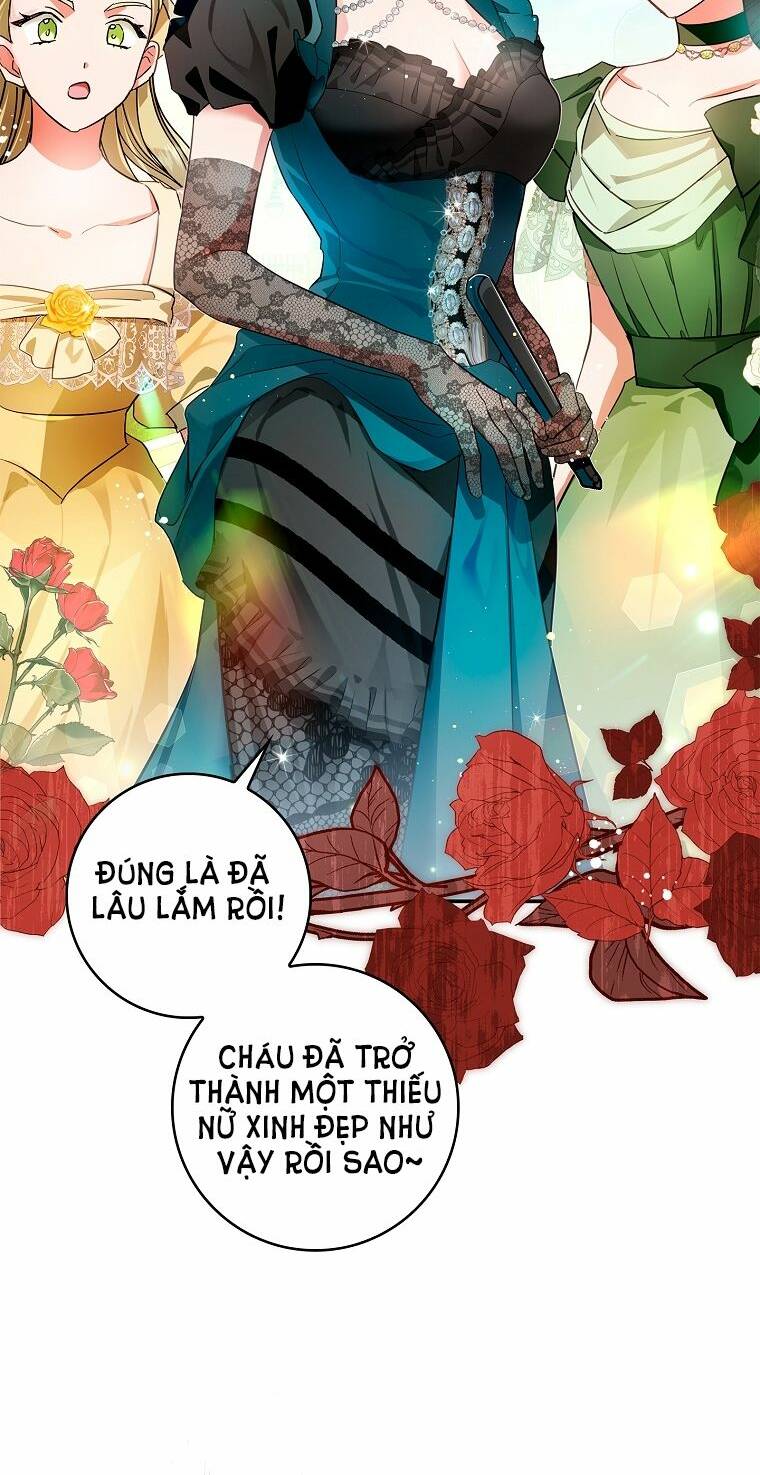 ĐÚNG LÀ ĐÃ
LÂU LẮM RỒI!
CHÁU ĐÃ TRỞ
THÀNH MỘT THIẾU
NỮ XINH ĐẸP NHƯ
VẬY RỒI SAO~